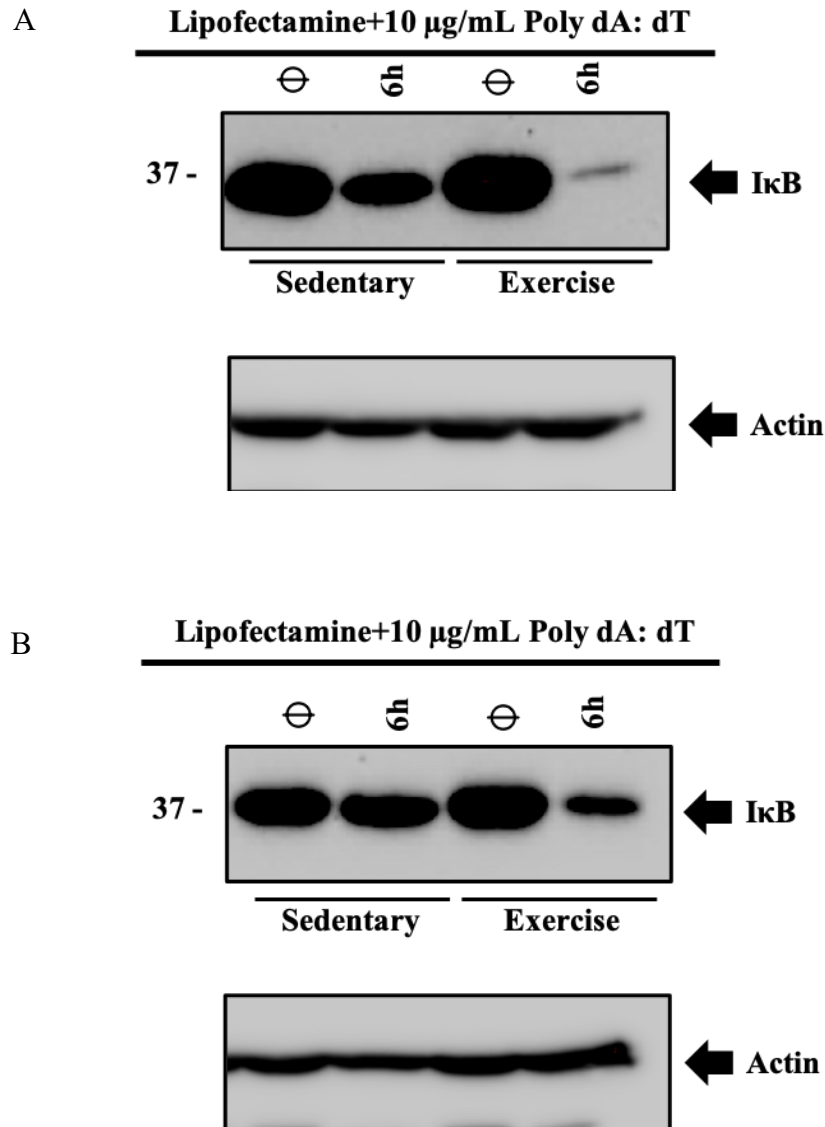 A
Lipofectamine+10 µg/mL Poly dA: dT
⦵ 6h ⦵ 6h
37 -
IκB
Sedentary Exercise
Actin
B
Lipofectamine+10 µg/mL Poly dA: dT
⦵ 6h ⦵ 6h
37 -
IκB
Sedentary Exercise
Actin